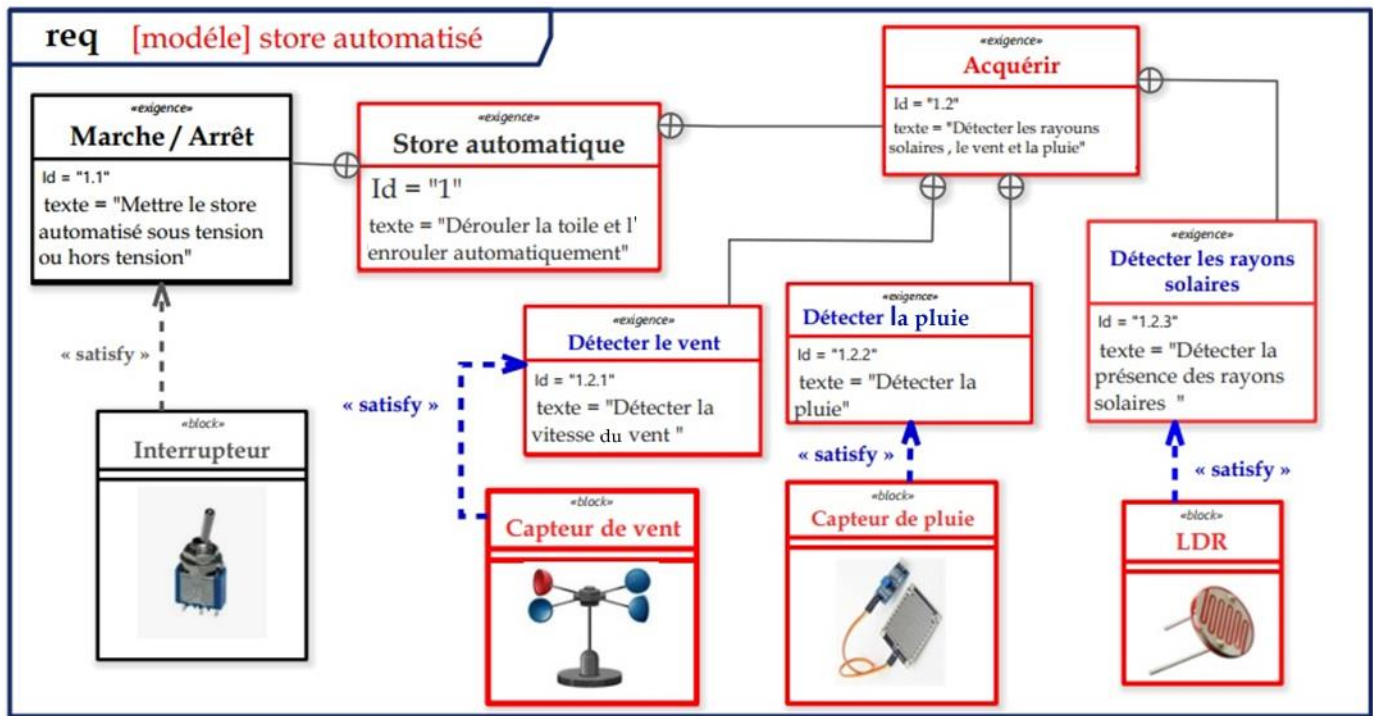 req [modéle] store automatisé
«exigence»
Marche / Arrêt
Id = "1.1"
texte = "Mettre le store
automatisé sous tension
ou hors tension"
«exigence»
Store automatique
Id = "1"
texte = "Dérouler la toile et l'
enrouler automatiquement"
«exigence»
Acquérir
Id = "1.2"
texte = "Détecter les rayouns
solaires , le vent et la pluie"
«exigence»
Détecter le vent
Id = "1.2.1"
texte = "Détecter la
vitesse du vent "
«exigence»
Détecter la pluie
Id = "1.2.2"
texte = "Détecter la
pluie"
«exigence»
Détecter les rayons
solaires
Id = "1.2.3"
texte = "Détecter la
présence des rayons
solaires "
« satisfy »
« satisfy »
« satisfy »
« satisfy »
«block»
Interrupteur
«block»
Capteur de vent
«block»
Capteur de pluie
«block»
LDR